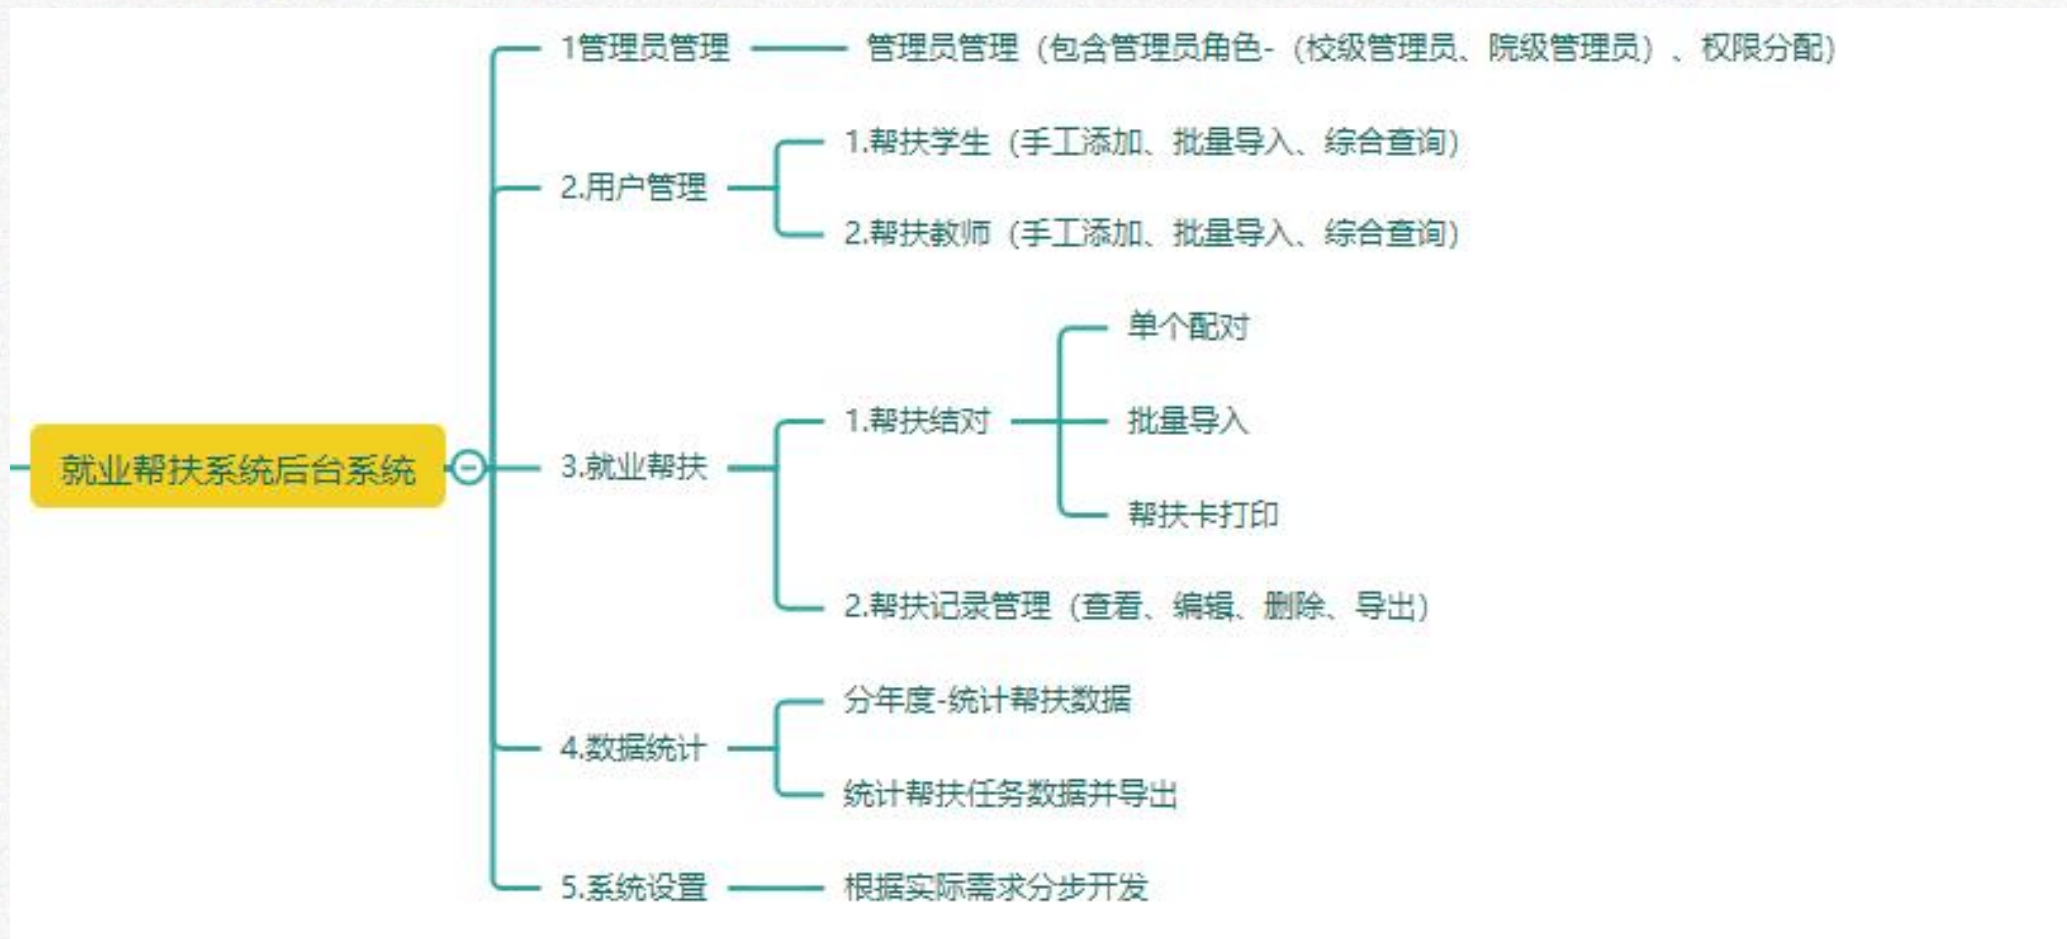 1管理员管理
管理员管理（包含管理员角色-（校级管理员、院级管理员）、权限分配）
2.用户管理
1.帮扶学生（手工添加、批量导入、综合查询）
2.帮扶教师（手工添加、批量导入、综合查询）
就业帮扶系统后台系统
3.就业帮扶
1.帮扶结对
单个配对
批量导入
帮扶卡打印
2.帮扶记录管理（查看、编辑、删除、导出）
4.数据统计
分年度-统计帮扶数据
统计帮扶任务数据并导出
5.系统设置
根据实际需求分步开发